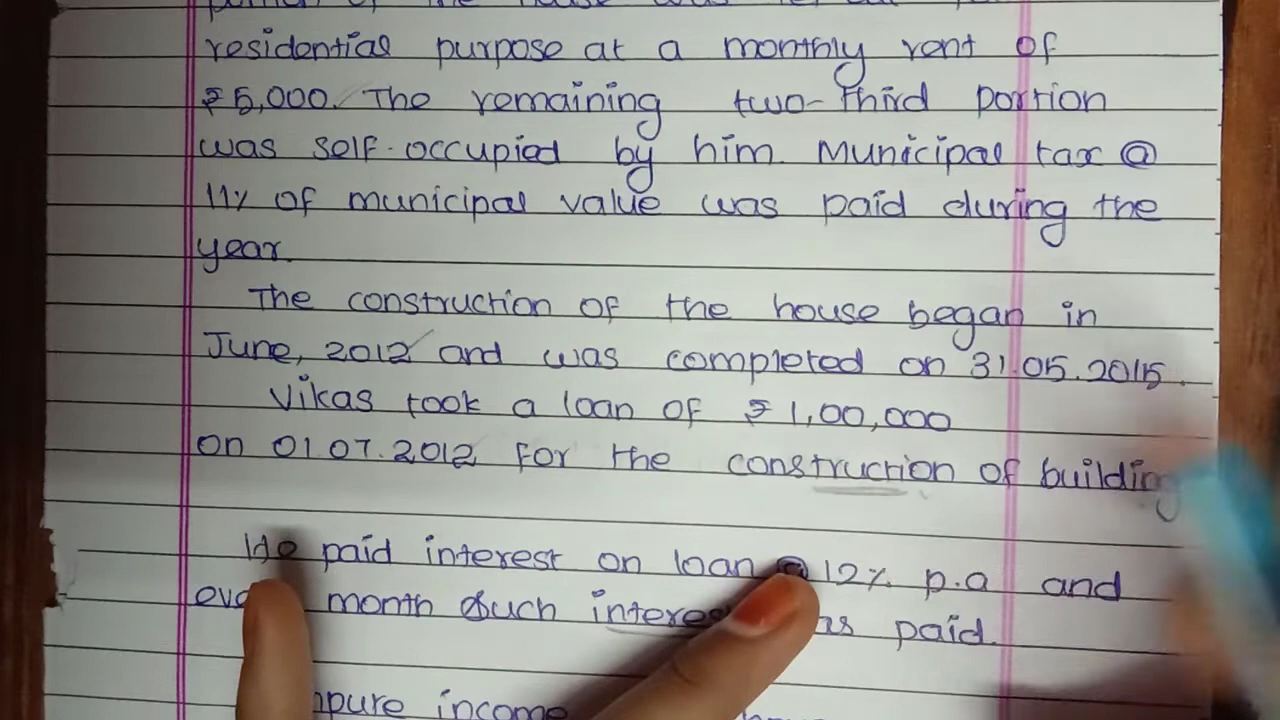 residential purpose at a monthly rent of
₹5,000. The remaining two-third portion
was self-occupied by him. Municipal tax @
11% of municipal value was paid during the
year.
The construction of the house began in
June, 2012 and was completed on 31.05.2015.
Vikas took a loan of ₹1,00,000
on 01.07.2012 for the construction of building
He paid interest on loan @ 12% p.a and
month such paid.
income